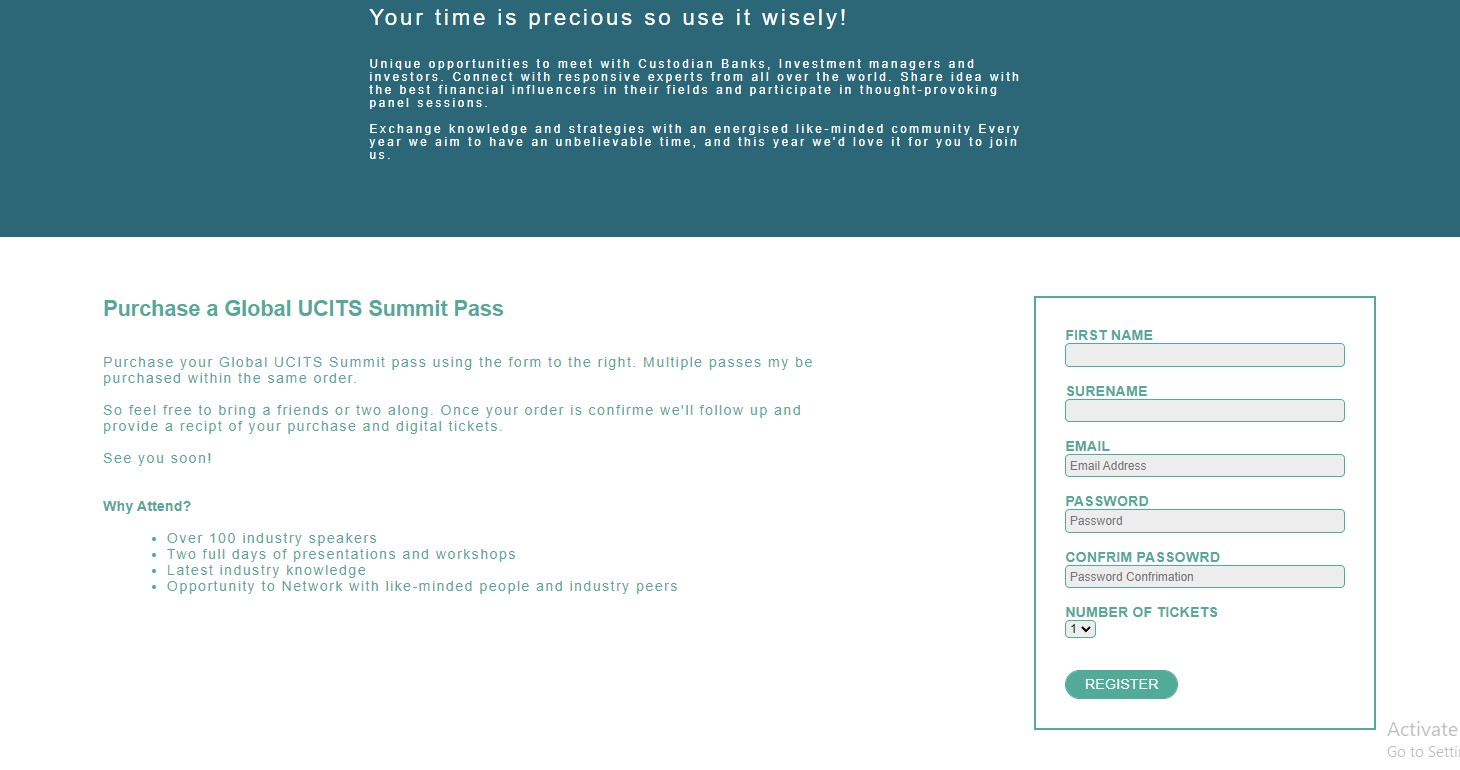 Your time is precious so use it wisely!
Unique opportunities to meet with Custodian Banks, Investment managers and
investors. Connect with responsive experts from all over the world. Share idea with
the best financial influencers in their fields and participate in thought-provoking
panel sessions.
Exchange knowledge and strategies with an energised like-minded community Every
year we aim to have an unbelievable time, and this year we'd love it for you to join
us.
Purchase a Global UCITS Summit Pass
Purchase your Global UCITS Summit pass using the form to the right. Multiple passes my be
purchased within the same order.
So feel free to bring a friends or two along. Once your order is confirme we'll follow up and
provide a recipt of your purchase and digital tickets.
See you soon!
Why Attend?
• Over 100 industry speakers
• Two full days of presentations and workshops
• Latest industry knowledge
• Opportunity to Network with like-minded people and industry peers
FIRST NAME
SURENAME
EMAIL
Email Address
PASSWORD
Password
CONFRIM PASSOWRD
Password Confrimation
NUMBER OF TICKETS
1
REGISTER
Activate
Go to Setti